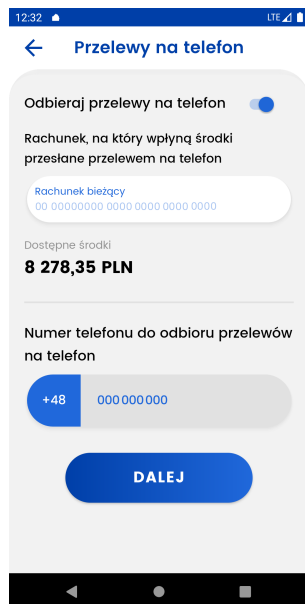 12:32 LTE
Przelewy na telefon
Odbieraj przelewy na telefon
Rachunek, na który wpłyną środki
przesłane przelewem na telefon
Rachunek bieżący
00 00000000 0000 0000 0000 0000
Dostępne środki
8 278,35 PLN
Numer telefonu do odbioru przelewów
na telefon
+48 000 000 000
DALEJ